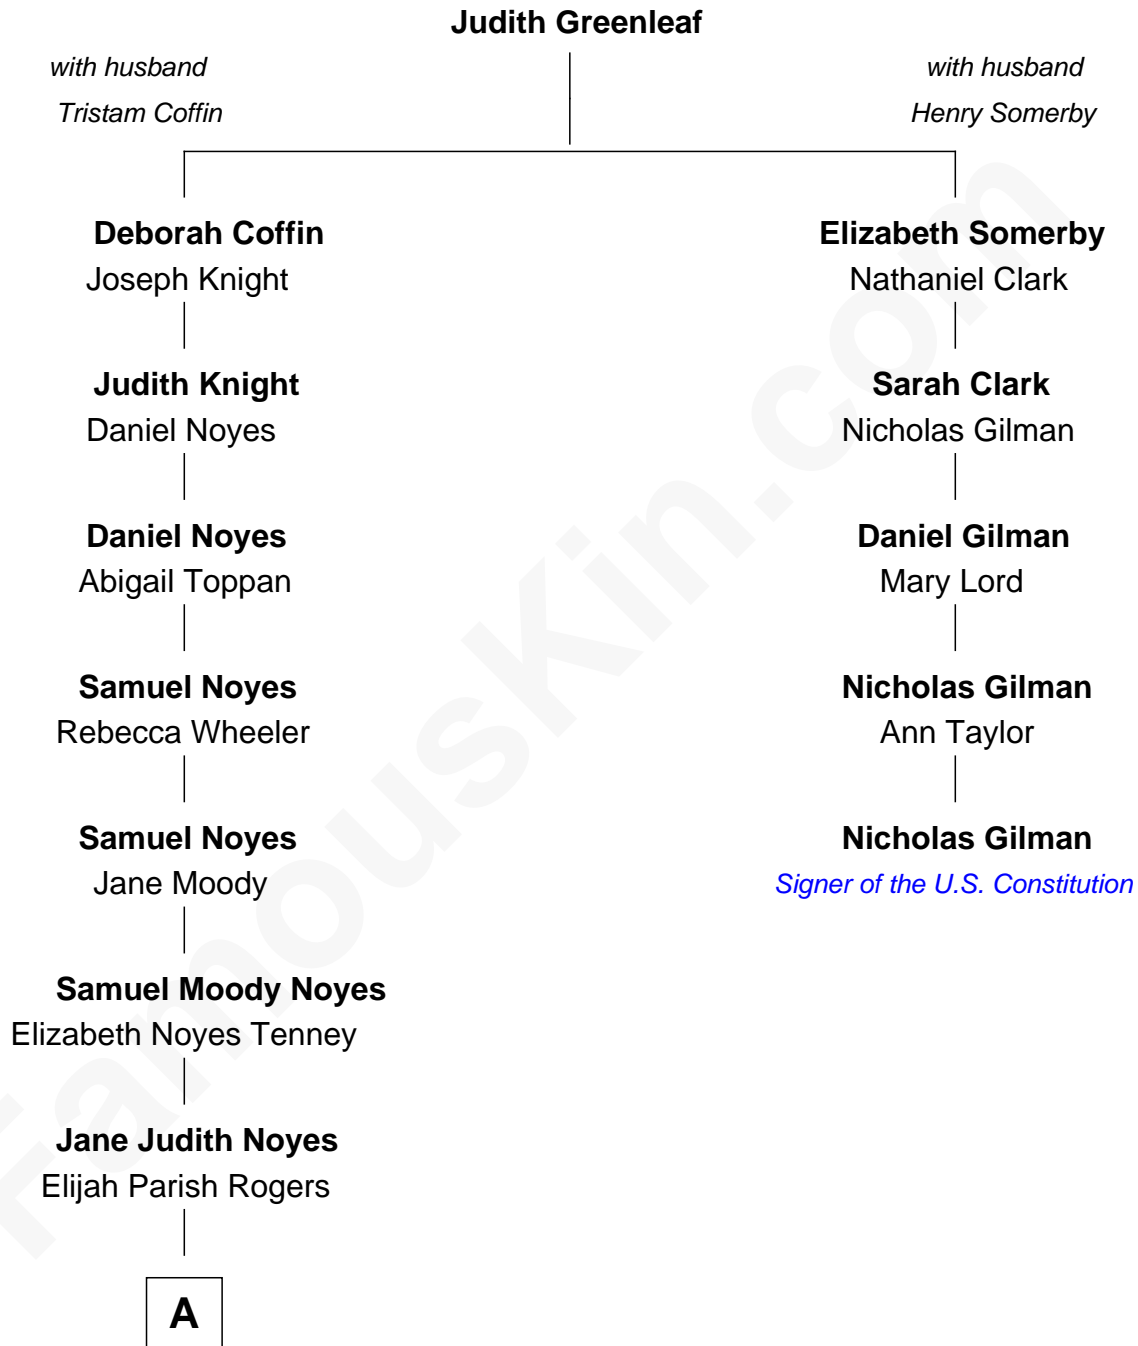 Judith Greenleaf
with husband
Tristam Coffin
with husband
Henry Somerby
Deborah Coffin
Joseph Knight
Elizabeth Somerby
Nathaniel Clark
Judith Knight
Daniel Noyes
Sarah Clark
Nicholas Gilman
Daniel Noyes
Abigail Toppan
Daniel Gilman
Mary Lord
Samuel Noyes
Rebecca Wheeler
Nicholas Gilman
Ann Taylor
Samuel Noyes
Jane Moody
Nicholas Gilman
Signer of the U.S. Constitution
Samuel Moody Noyes
Elizabeth Noyes Tenney
Jane Judith Noyes
Elijah Parish Rogers
A
FamousKin.com